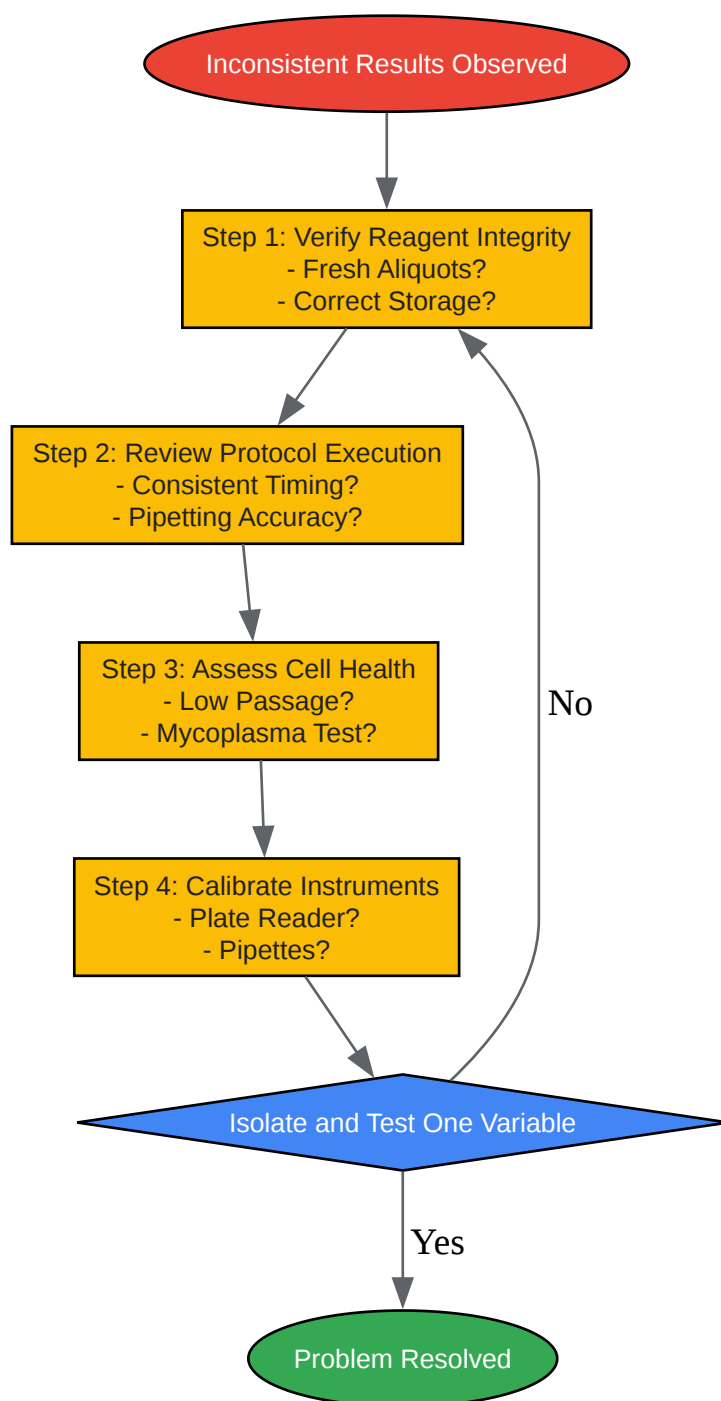 Inconsistent Results Observed
Step 1: Verify Reagent Integrity
- Fresh Aliquots?
- Correct Storage?
Step 2: Review Protocol Execution
- Consistent Timing?
- Pipetting Accuracy?
Step 3: Assess Cell Health
- Low Passage?
- Mycoplasma Test?
No
Step 4: Calibrate Instruments
- Plate Reader?
- Pipettes?
Isolate and Test One Variable
Yes
Problem Resolved